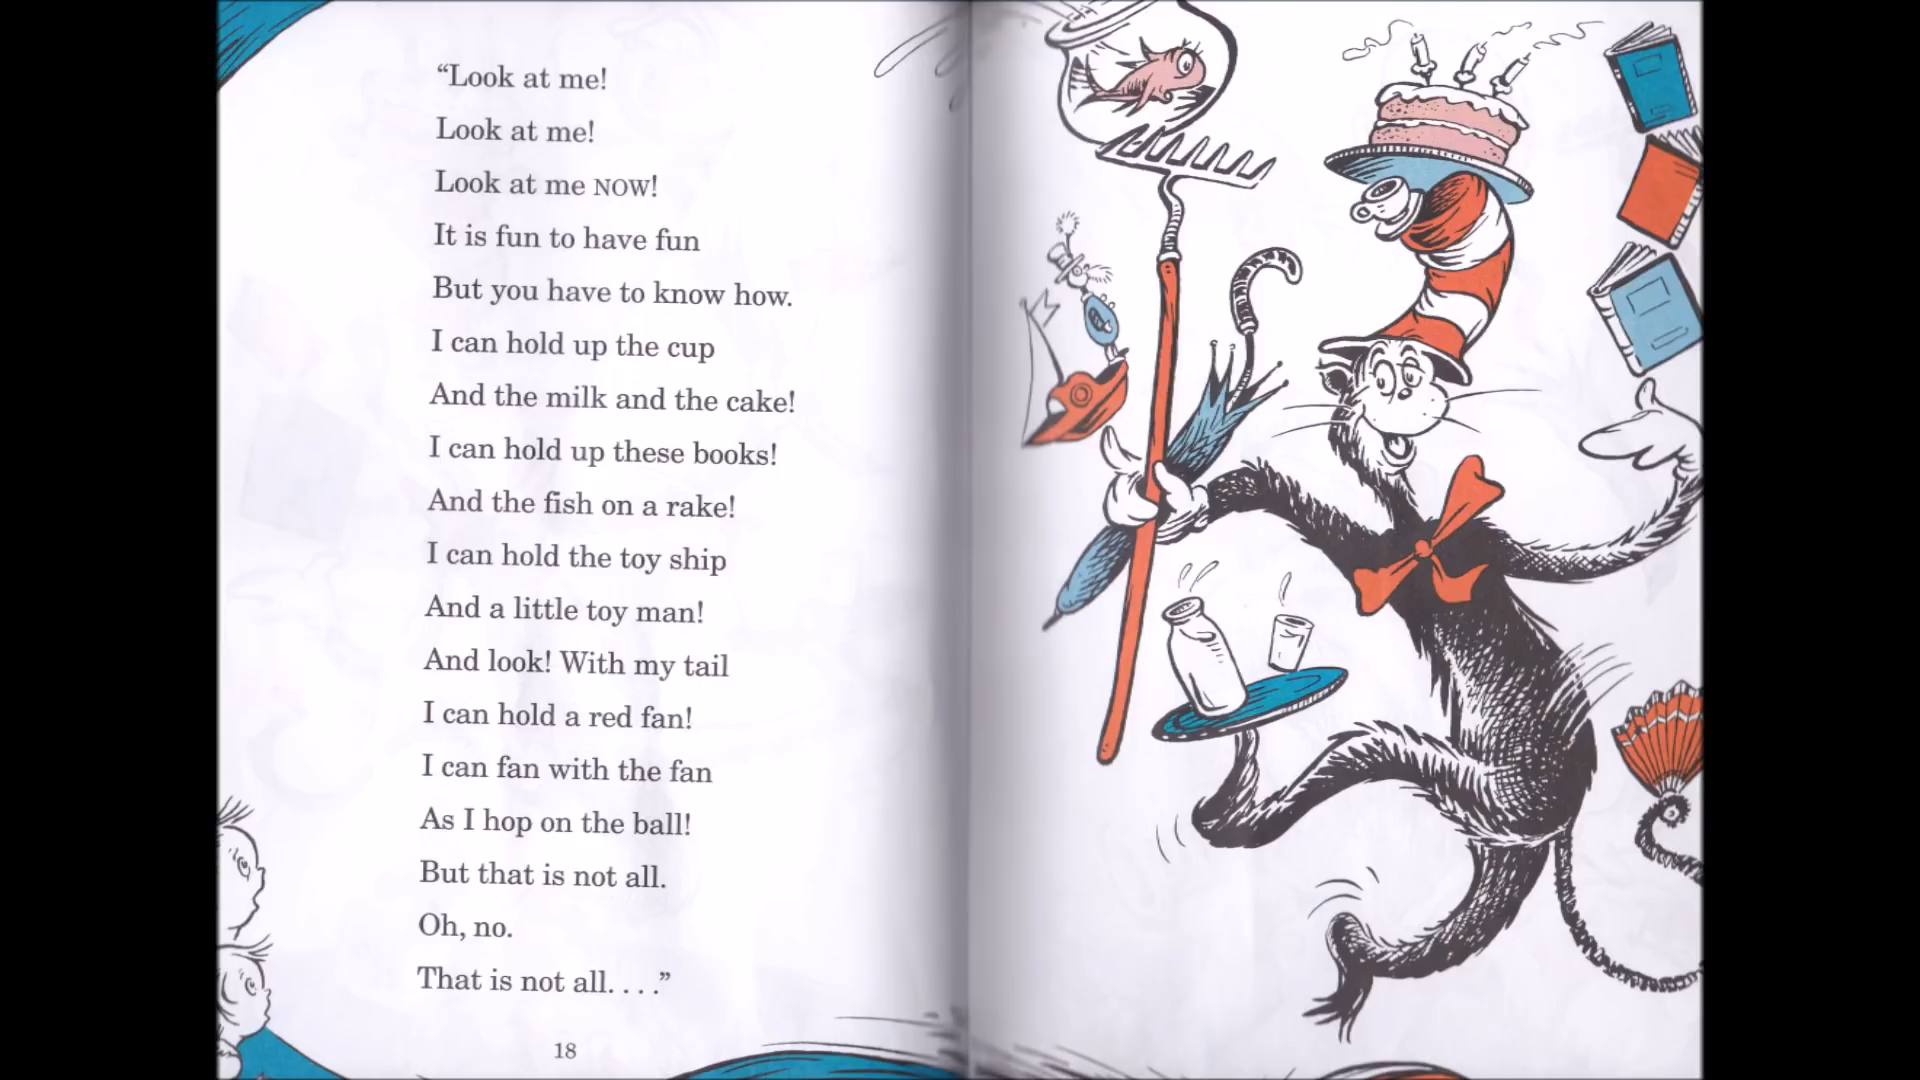 “Look at me!
Look at me!
Look at me NOW!
It is fun to have fun
But you have to know how.
I can hold up the cup
And the milk and the cake!
I can hold up these books!
And the fish on a rake!
I can hold the toy ship
And a little toy man!
And look! With my tail
I can hold a red fan!
I can fan with the fan
As I hop on the ball!
But that is not all.
Oh, no.
That is not all. . . .”
18